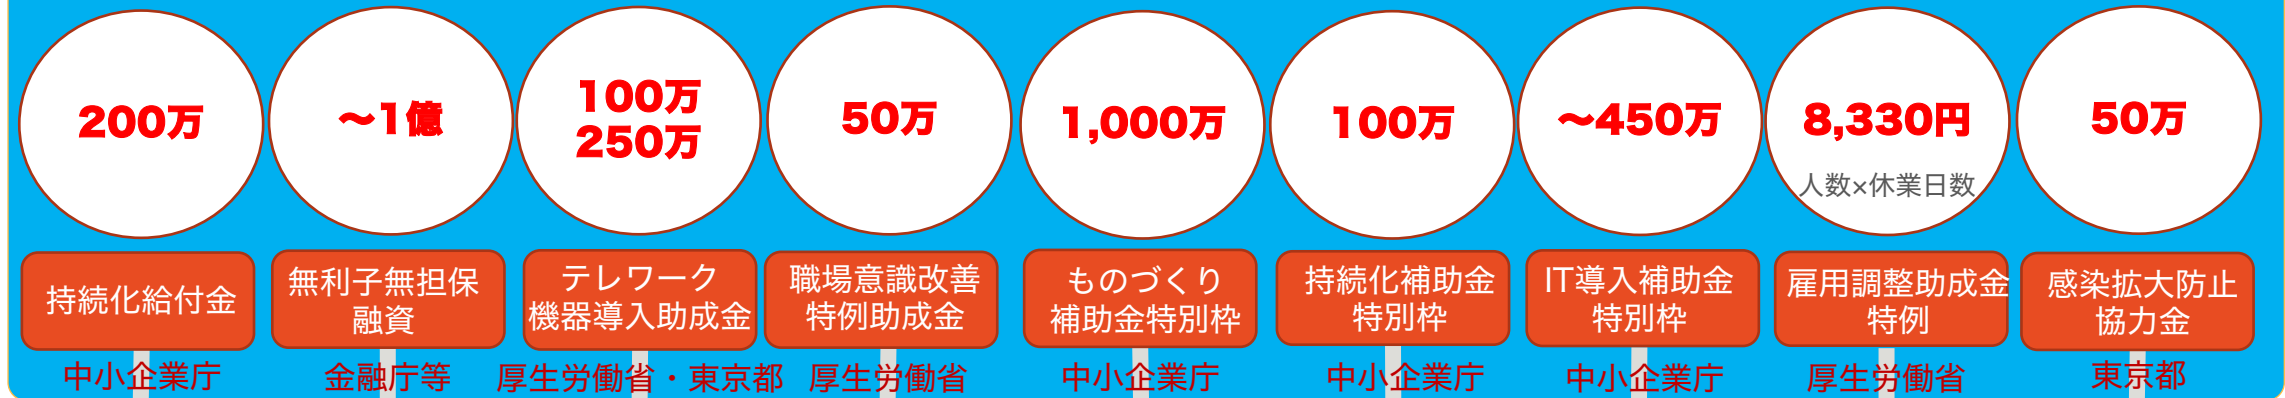 200万
～1億
100万
250万
50万
1,000万
100万
～450万
8,330円
人数×休業日数
50万
持続化給付金
無利子無担保
融資
テレワーク
機器導入助成金
職場意識改善
特例助成金
ものづくり
補助金特別枠
持続化補助金
特別枠
IT導入補助金
特別枠
雇用調整助成金
特例
感染拡大防止
協力金
中小企業庁
金融庁等
厚生労働省・東京都
厚生労働省
中小企業庁
中小企業庁
中小企業庁
厚生労働省
東京都